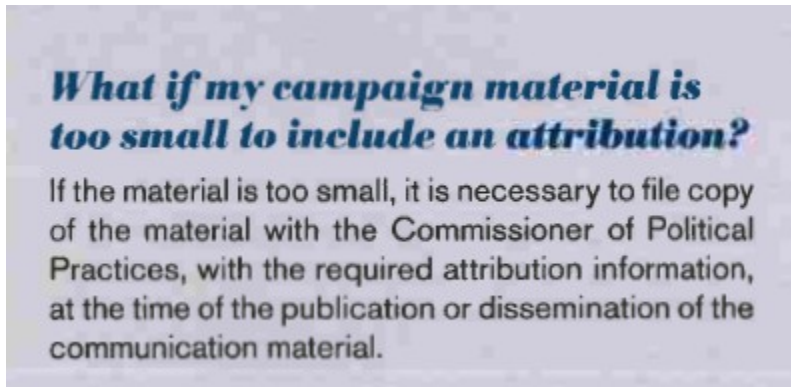 What if my campaign material is
too small to include an attribution?
If the material is too small, it is necessary to file copy
of the material with the Commissioner of Political
Practices, with the required attribution information,
at the time of the publication or dissemination of the
communication material.